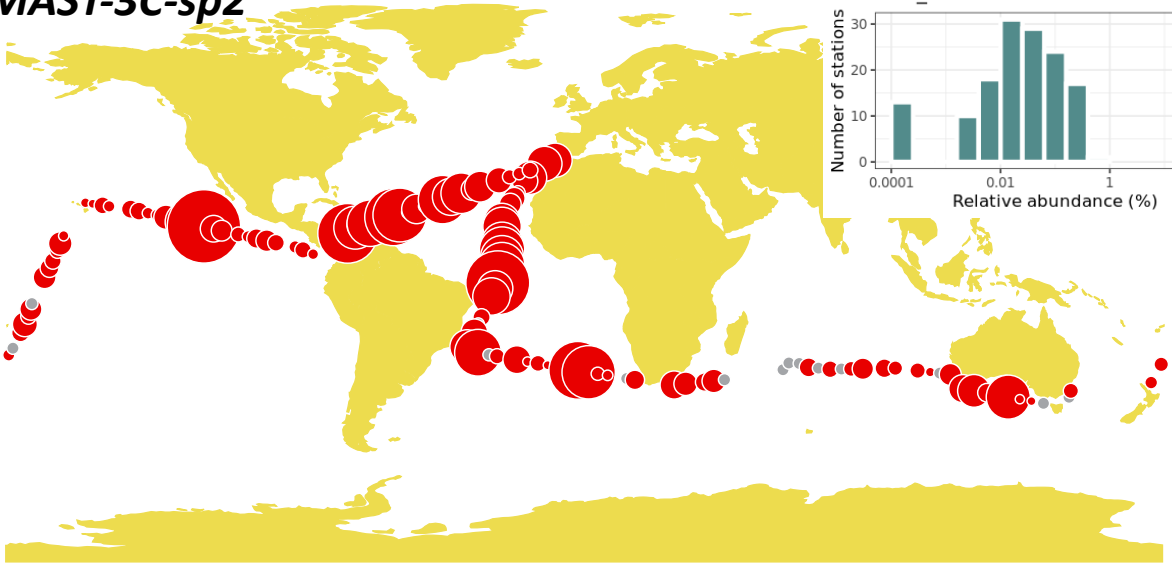 MAST-3C-sp2
Number of stations
30
20
10
0
0.0001
0.01
1
Relative abundance (%)